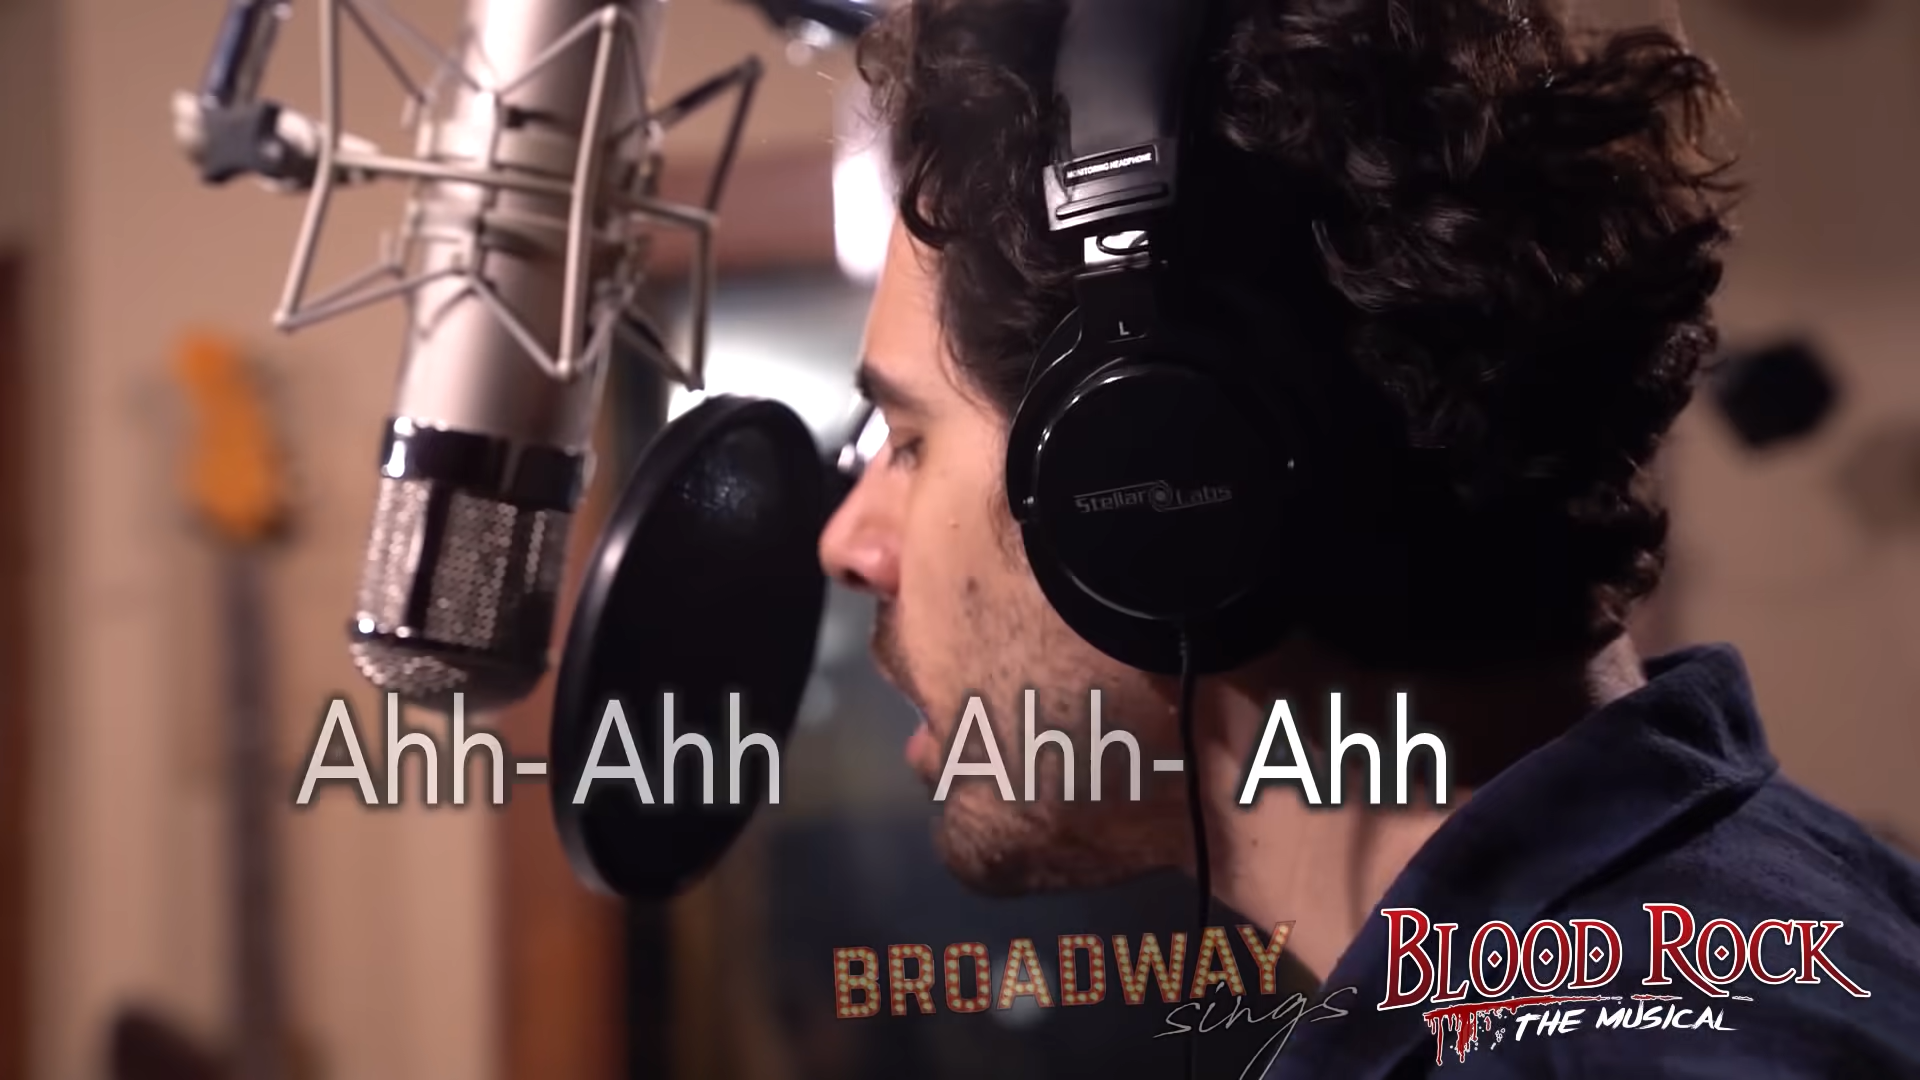 MONITORING HEADPHONE
L
Stellar Labs
Ahh- Ahh Ahh- Ahh
BROADWAY
sings
BLOOD ROCK
THE MUSICAL